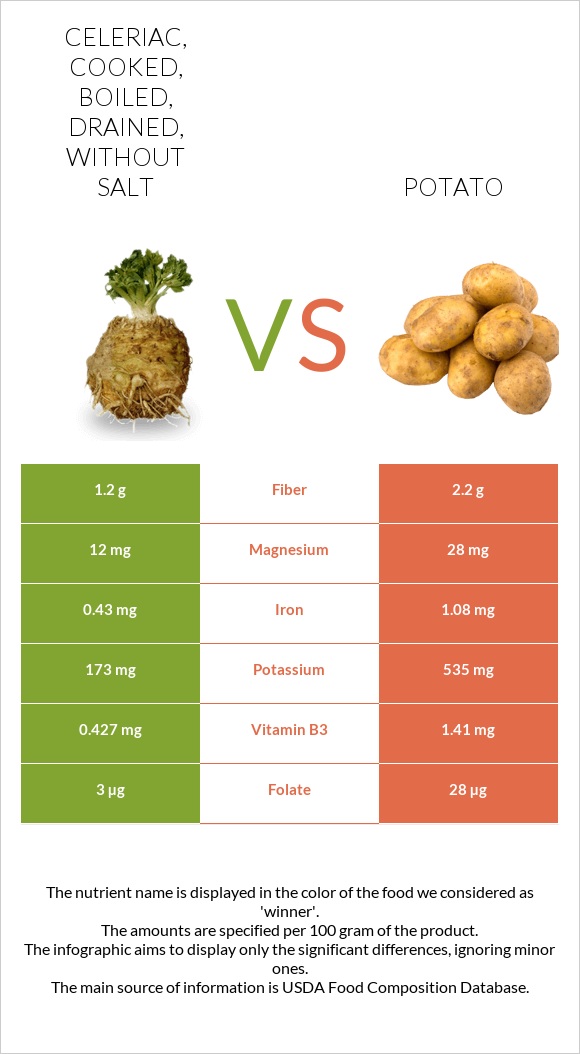 CELERIAC,
COOKED,
BOILED,
DRAINED,
WITHOUT
SALT
POTATO
VS
1.2 g Fiber 2.2 g
12 mg Magnesium 28 mg
0.43 mg Iron 1.08 mg
173 mg Potassium 535 mg
0.427 mg Vitamin B3 1.41 mg
3 µg Folate 28 µg
The nutrient name is displayed in the color of the food we considered as
'winner'.
The amounts are specified per 100 gram of the product.
The infographic aims to display only the significant differences, ignoring minor
ones.
The main source of information is USDA Food Composition Database.